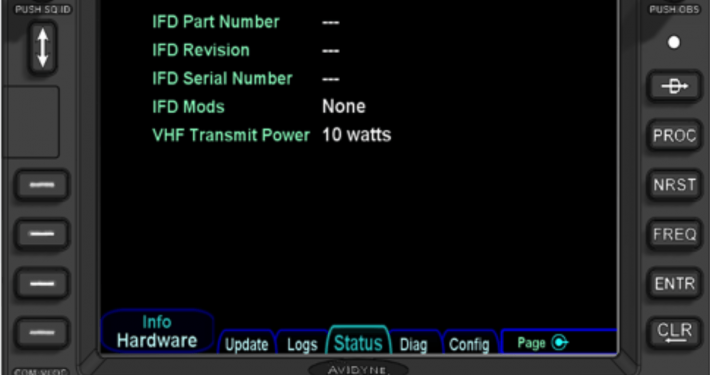 PUSH SQ.ID
PUSH:OBS
IFD Part Number ---
IFD Revision ---
IFD Serial Number ---
IFD Mods None
VHF Transmit Power 10 watts
PROC
NRST
FREQ
ENTR
CLR
Info
Hardware
Update
Logs
Status
Diag
Config
Page
AVIDYNE